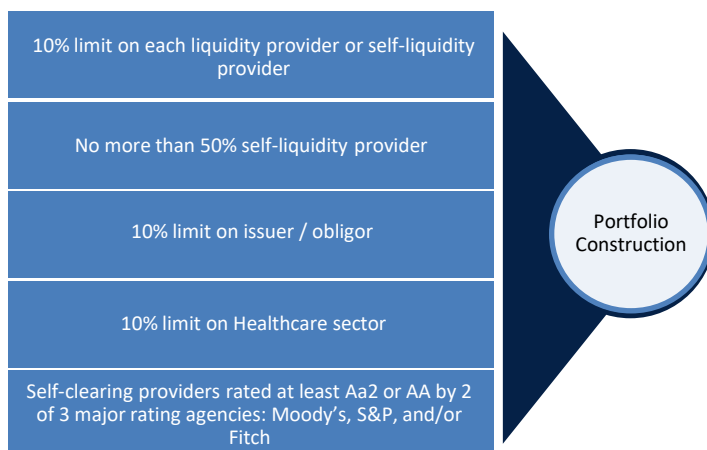 10% limit on each liquidity provider or self-liquidity
provider
No more than 50% self-liquidity provider
10% limit on issuer / obligor
10% limit on Healthcare sector
Self-clearing providers rated at least Aa2 or AA by 2
of 3 major rating agencies: Moody’s, S&P, and/or
Fitch
Portfolio
Construction